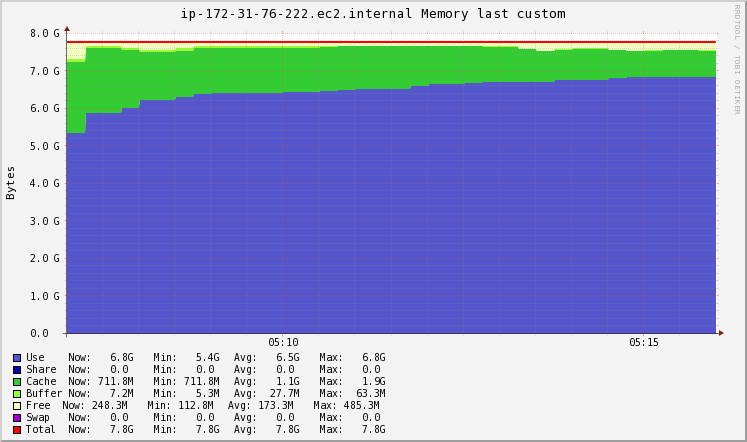 ip-172-31-76-222.ec2.internal Memory last custom
RRDTOOL / TOBI OETIKER
Bytes
8.0 G
7.0 G
6.0 G
5.0 G
4.0 G
3.0 G
2.0 G
1.0 G
0.0
05:10 05:15
Use Now: 6.8G Min: 5.4G Avg: 6.5G Max: 6.8G
Share Now: 0.0 Min: 0.0 Avg: 0.0 Max: 0.0
Cache Now: 711.8M Min: 711.8M Avg: 1.1G Max: 1.9G
Buffer Now: 7.2M Min: 5.3M Avg: 27.7M Max: 63.3M
Free Now: 248.3M Min: 112.8M Avg: 173.3M Max: 485.3M
Swap Now: 0.0 Min: 0.0 Avg: 0.0 Max: 0.0
Total Now: 7.8G Min: 7.8G Avg: 7.8G Max: 7.8G